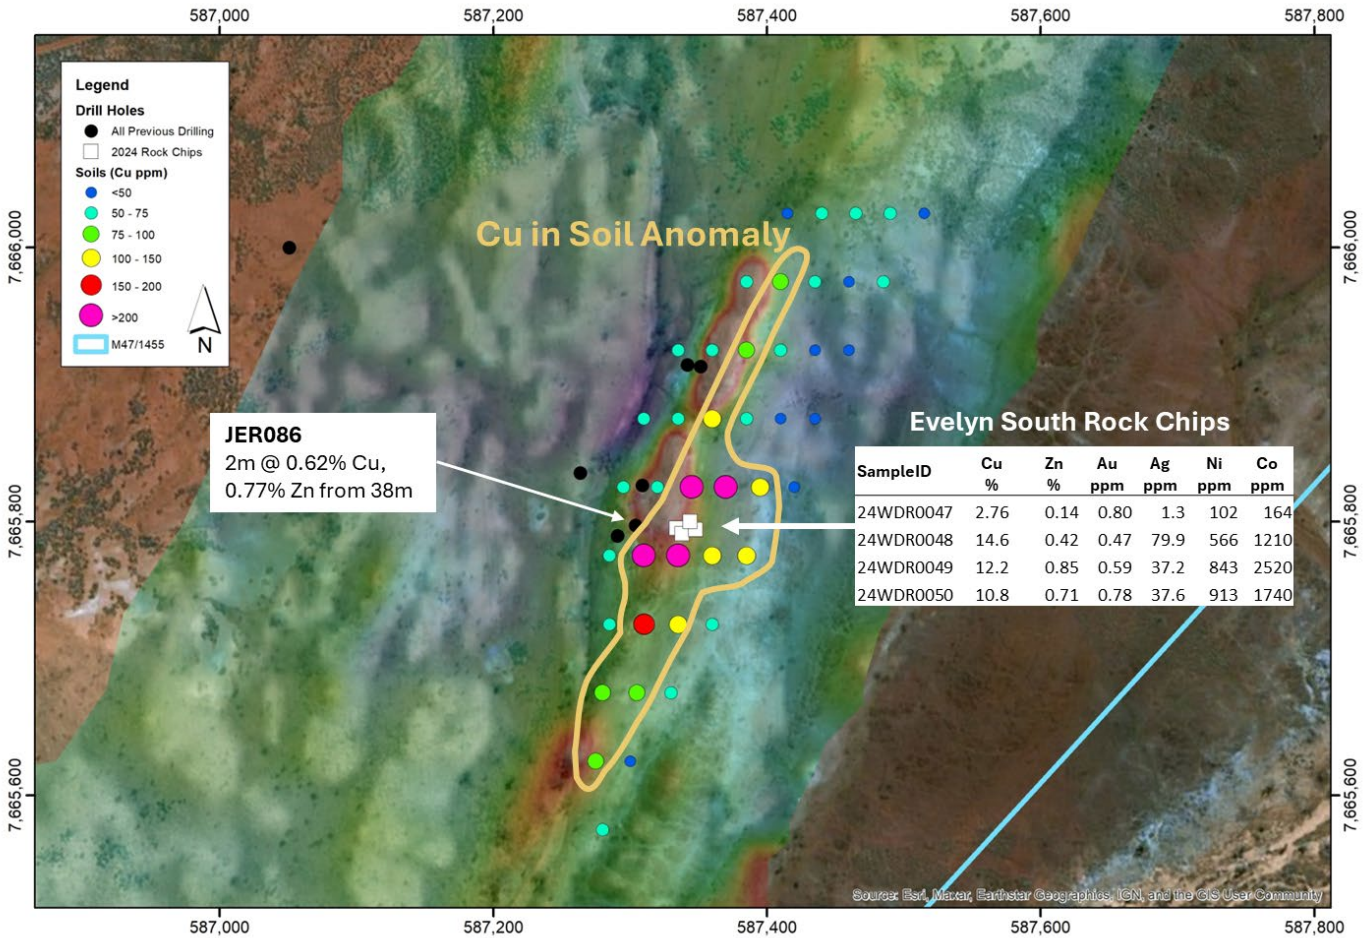 587,000 587,200 587,400 587,600 587,800
Legend
Drill Holes
All Previous Drilling
2024 Rock Chips
Soils (Cu ppm)
<50
50 - 75
75 - 100
100 - 150
150 - 200
>200
M47/1455
N
7,666,000
7,665,800
7,665,600
Cu in Soil Anomaly
JER086
2m @ 0.62% Cu,
0.77% Zn from 38m
Evelyn South Rock Chips
SampleID Cu % Zn % Au ppm Ag ppm Ni ppm Co ppm
24WDR0047 2.76 0.14 0.80 1.3 102 164
24WDR0048 14.6 0.42 0.47 79.9 566 1210
24WDR0049 12.2 0.85 0.59 37.2 843 2520
24WDR0050 10.8 0.71 0.78 37.6 913 1740
7,666,000
7,665,800
7,665,600
Source: Esri, Maxar, Earthstar Geographics, IGN, and the GIS User Community
587,000 587,200 587,400 587,600 587,800